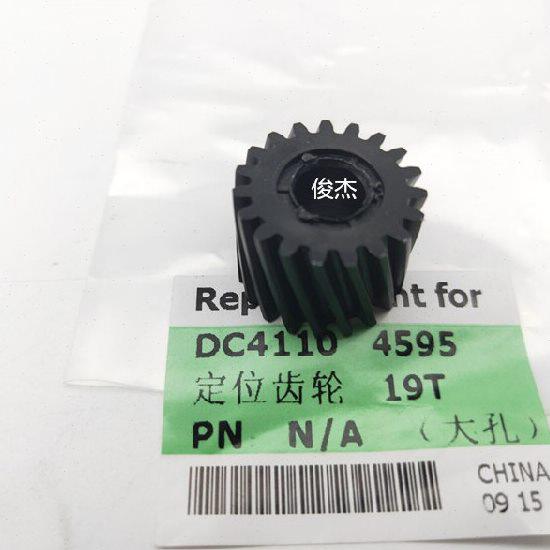 俊杰
Rep nt for
DC4110 4595
定位齿轮 19T
PN N/A （大孔）
CHINA
09 15